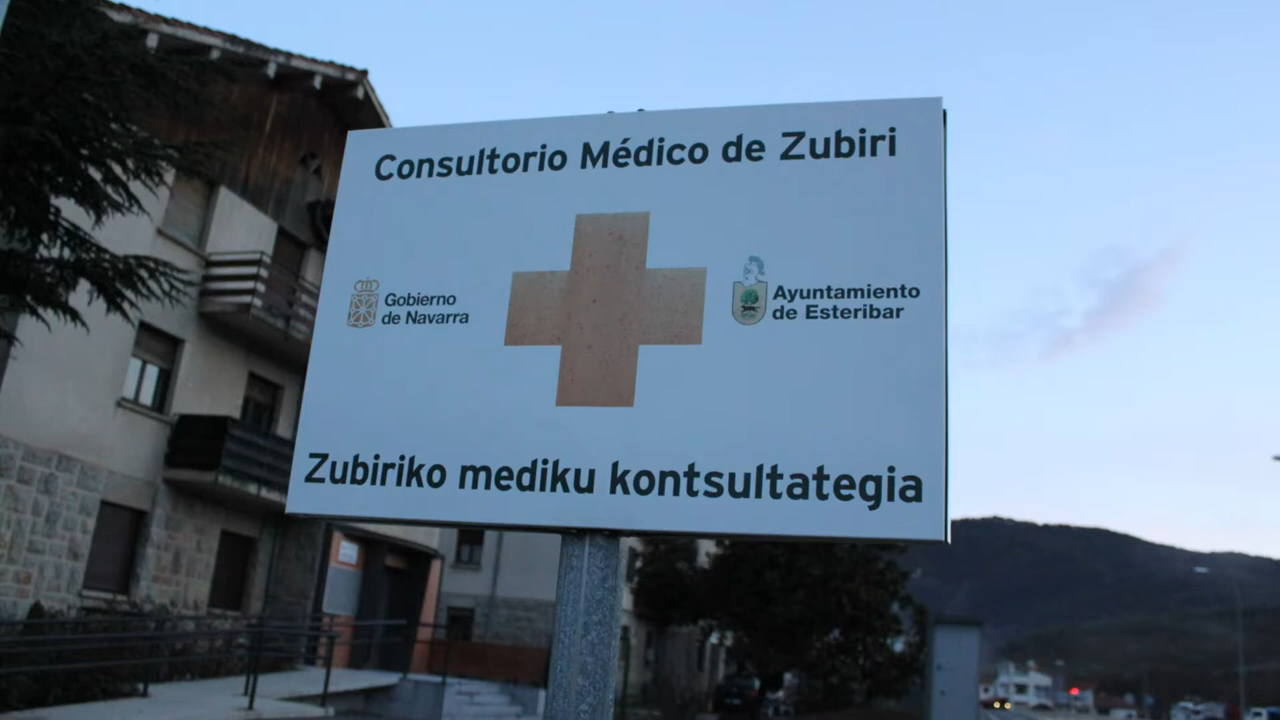 Consultorio Médico de Zubiri
Gobierno
de Navarra
Ayuntamiento
de Esteribar
Zubiriko mediku kontsultategia